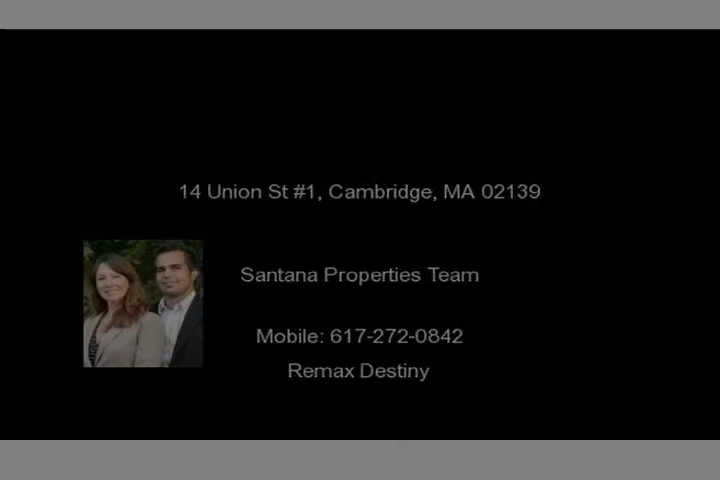 14 Union St #1, Cambridge, MA 02139
Santana Properties Team
Mobile: 617-272-0842
Remax Destiny